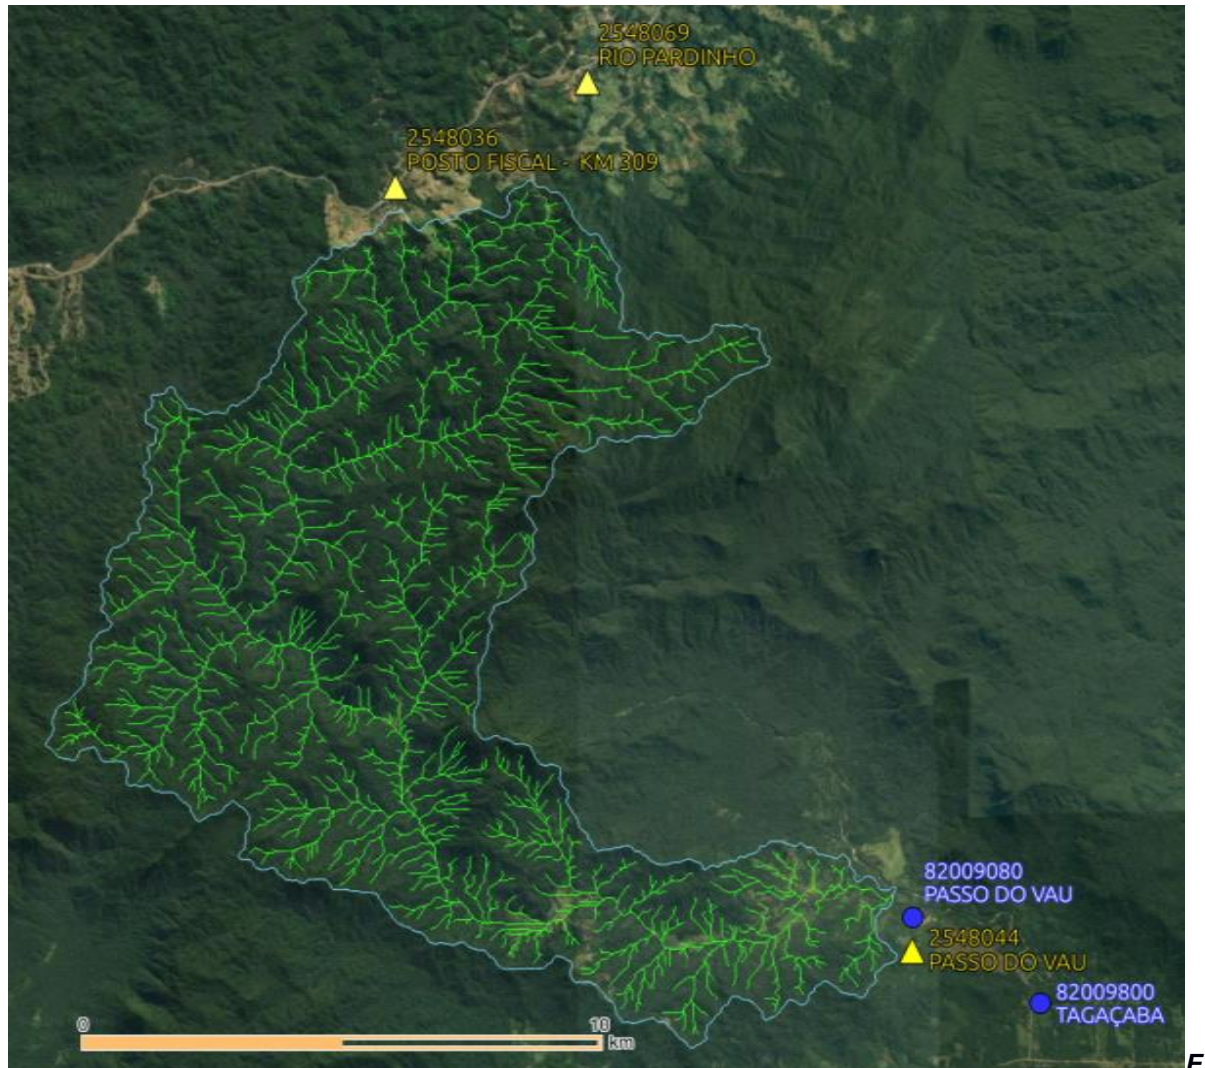 2548069
RIO PARDINHO
2548036
POSTO FISCAL - KM 309
82009080
PASSO DO VAU
2548044
PASSO DO VAU
82009800
TAGAÇABA
0
10
km
F